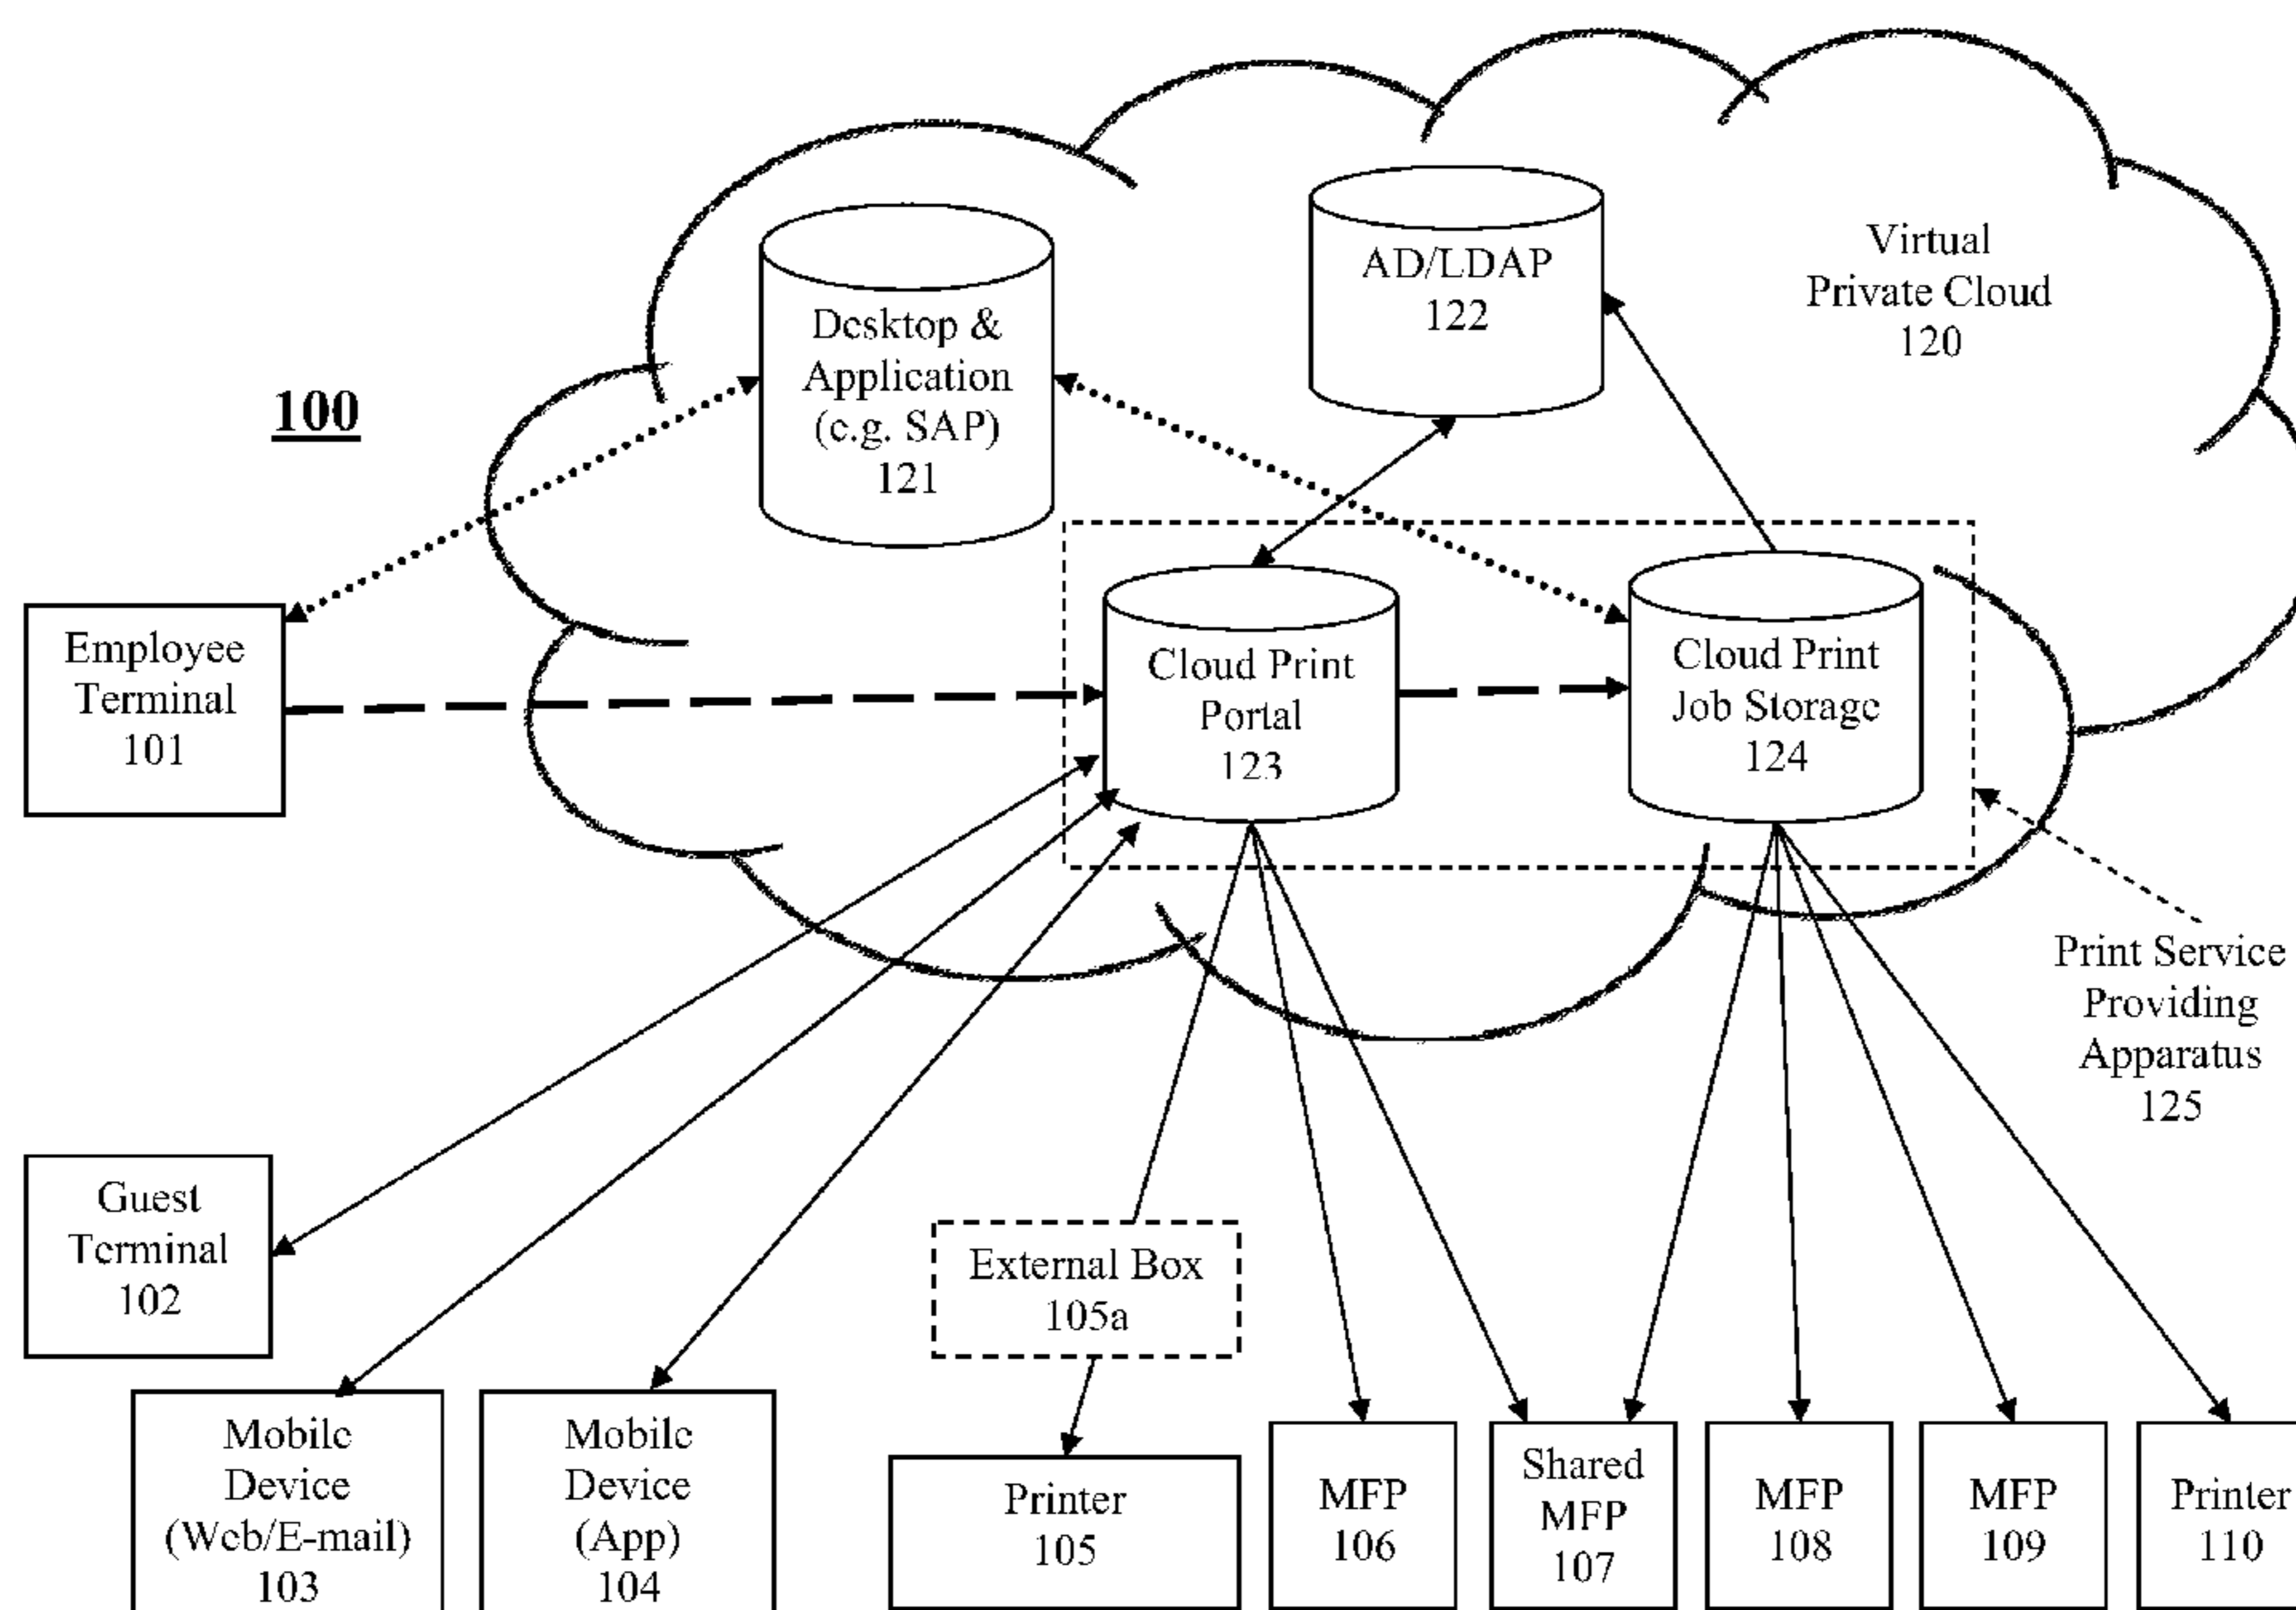 100
Desktop &
Application
(e.g. SAP)
121
AD/LDAP
122
Virtual
Private Cloud
120
Employee
Terminal
101
Cloud Print
Portal
123
Cloud Print
Job Storage
124
Print Service
Providing
Apparatus
125
Guest
Terminal
102
External Box
105a
Mobile
Device
(Web/E-mail)
103
Mobile
Device
(App)
104
Printer
105
MFP
106
Shared
MFP
107
MFP
108
MFP
109
Printer
110